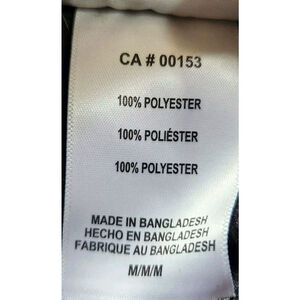 CA # 00153
100% POLYESTER
100% POLIÉSTER
100% POLYESTER
MADE IN BANGLADESH
HECHO EN BANGLADESH
FABRIQUE AU BANGLADESH
M/M/M